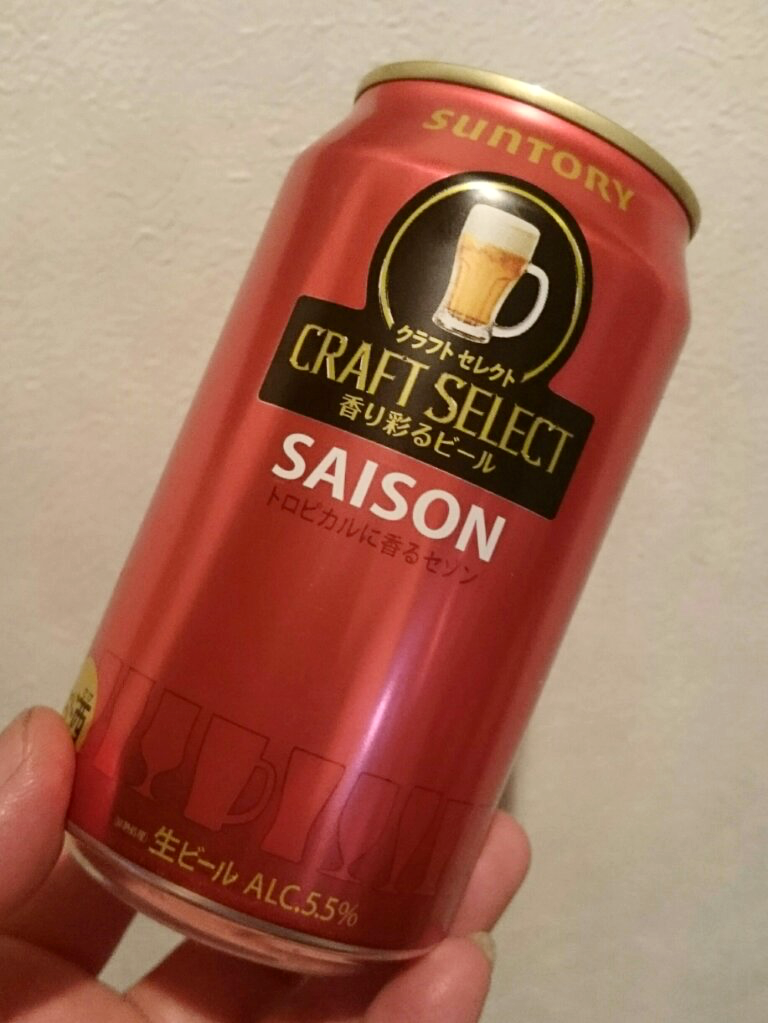 SUNTORY
クラフト セレクト
CRAFT SELECT
香り彩るビール
SAISON
トロピカルに香るセゾン
酒
生ビール ALC.5.5%